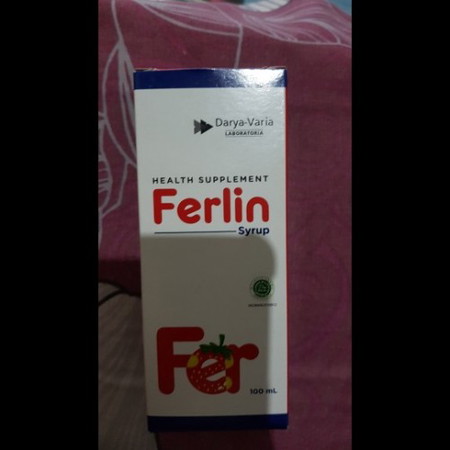 Darya-Varia
LABORATORIA
HEALTH SUPPLEMENT
Ferlin
Syrup
Fer
100 mL